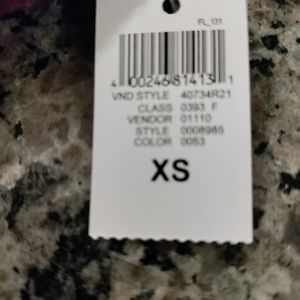 FL_131
4 00246 81413 1
VND STYLE 40734R21
CLASS 0393 F
VENDOR 01110
STYLE 0008985
COLOR 0053
XS